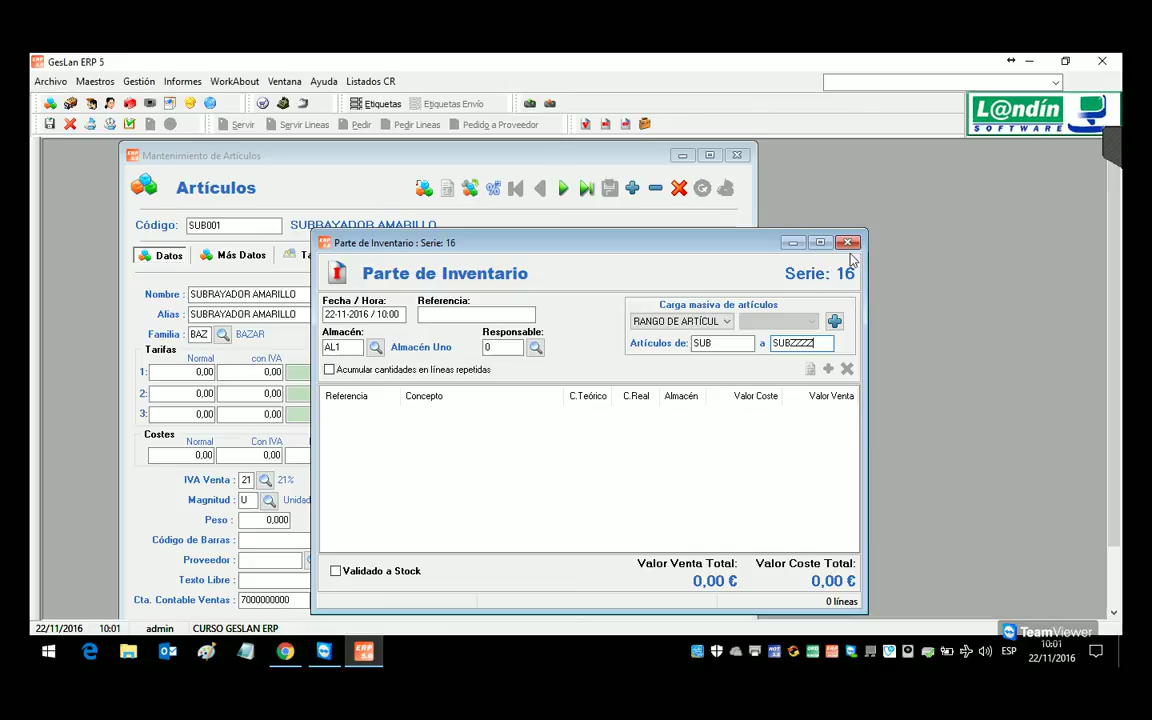 GesLan ERP 5
Archivo Maestros Gestión Informes WorkAbout Ventana Ayuda Listados CR
Etiquetas Etiquetas Envío
Servir Servir Lineas Pedir Pedir Lineas Pedido a Proveedor
L@ndín
SOFTWARE
Mantenimiento de Artículos
Artículos
Código: SUB001 SUBRAYADOR AMARILLO
Datos Más Datos Ta
Nombre : SUBRAYADOR AMARILLO
Alias : SUBRAYADOR AMARILLO
Familia : BAZ BAZAR
Tarifas
Normal con IVA
1: 0,00 0,00
2: 0,00 0,00
3: 0,00 0,00
Costes
Normal Con IVA
0,00 0,00
IVA Venta : 21 21%
Magnitud : U Unidad
Peso : 0,000
Código de Barras :
Proveedor :
Texto Libre :
Cta. Contable Ventas : 7000000000
Parte de Inventario : Serie: 16
Parte de Inventario Serie: 16
Fecha / Hora: Referencia:
22-11-2016 / 10:00
Almacén: Responsable:
AL1 Almacén Uno 0
Acumular cantidades en líneas repetidas
Carga masiva de artículos
RANGO DE ARTÍCUL
Artículos de: SUB a SUBZZZZ
Referencia Concepto C.Teórico C.Real Almacén Valor Coste Valor Venta
Validado a Stock
Valor Venta Total: Valor Coste Total:
0,00 € 0,00 €
0 líneas
22/11/2016 10:01 admin CURSO GESLAN ERP
TeamViewer
ESP
10:01
22/11/2016